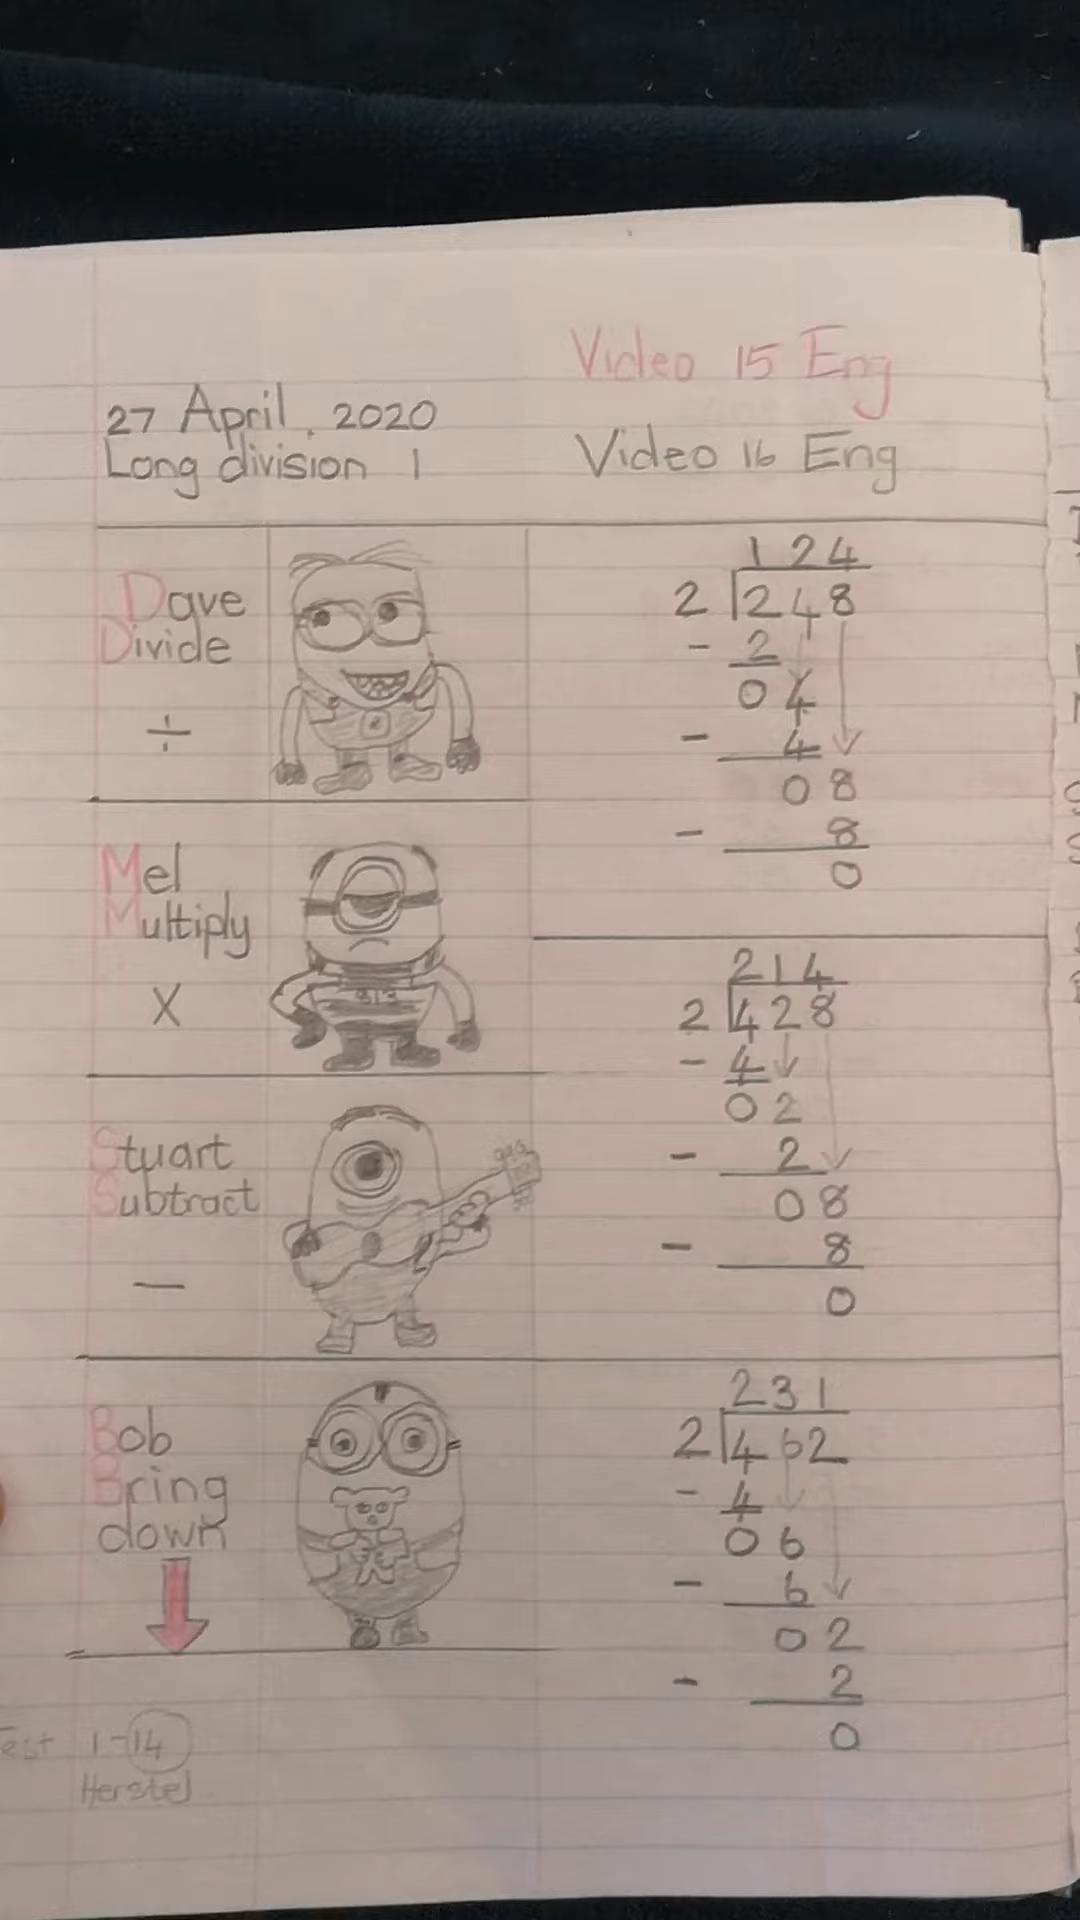 Video 15 Eng
27 April. 2020
Long division 1
Video 16 Eng
Dave
Divide
÷
Mel
Multiply
X
Stuart
Subtract
—
Bob
Bring
down
Test 1-14
Herstel
124
2 248
- 2
04
- 4
08
- 8
0
214
2 428
- 4
02
- 2
08
- 8
0
231
2 462
- 4
06
- 6
02
- 2
0